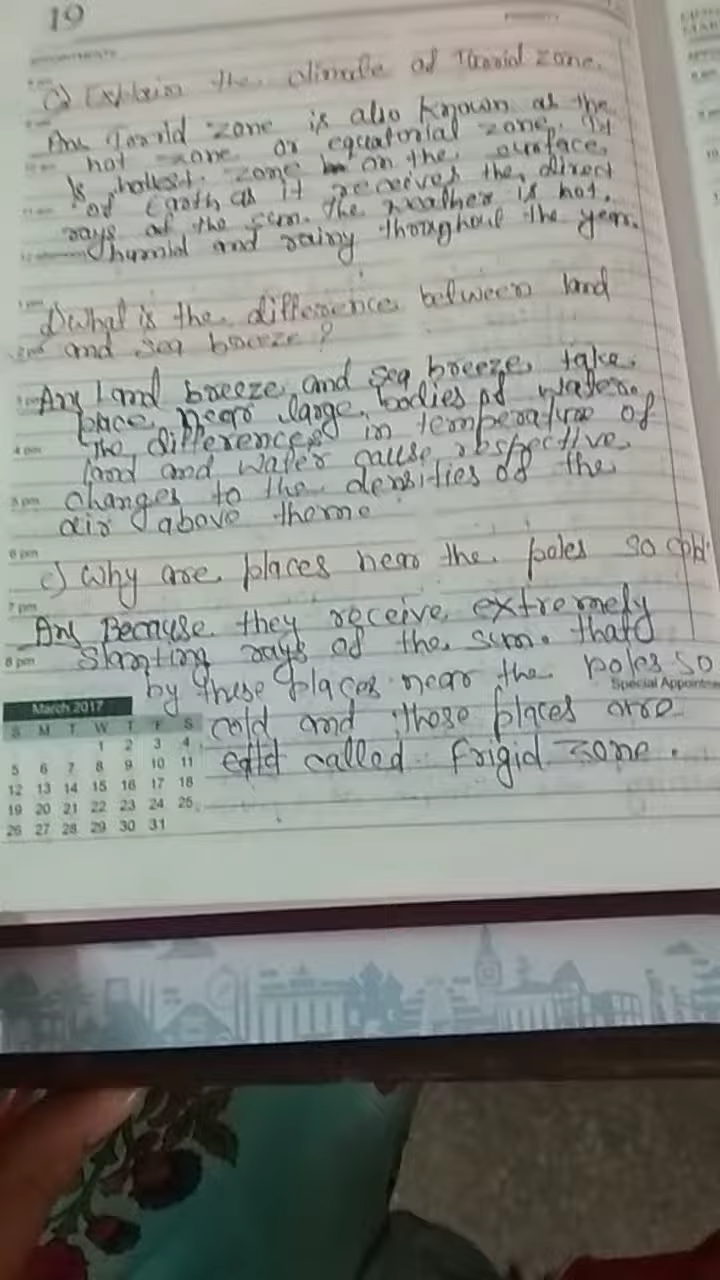 19
c) Explain the climate of Torrid zone.
Ans Torrid zone is also known as the
hot zone or equatorial zone. It
Is hottest zone on the surface
of Earth as it receives the direct
rays of the sun. the weather is hot,
humid and rainy thoroghout the year.
1 pm
d) What is the difference between land
and sea breeze ?
3 pm
Ans Land breeze and sea breeze take
place near large bodies of water.
4 pm
The differences in temperature of
land and water cause respective
5 pm
changes to the densities of the
air above theme
6 pm
e) Why are places near the poles so cold
7 pm
Ans Because they receive extremely
8 pm
Slanting rays of the sun. that
by these places near the poles so
Special Appointme
March 2017
cold and those places are
S M T W T F S
called Frigid zone.
1 2 3 4
5 6 7 8 9 10 11
12 13 14 15 16 17 18
19 20 21 22 23 24 25
26 27 28 29 30 31